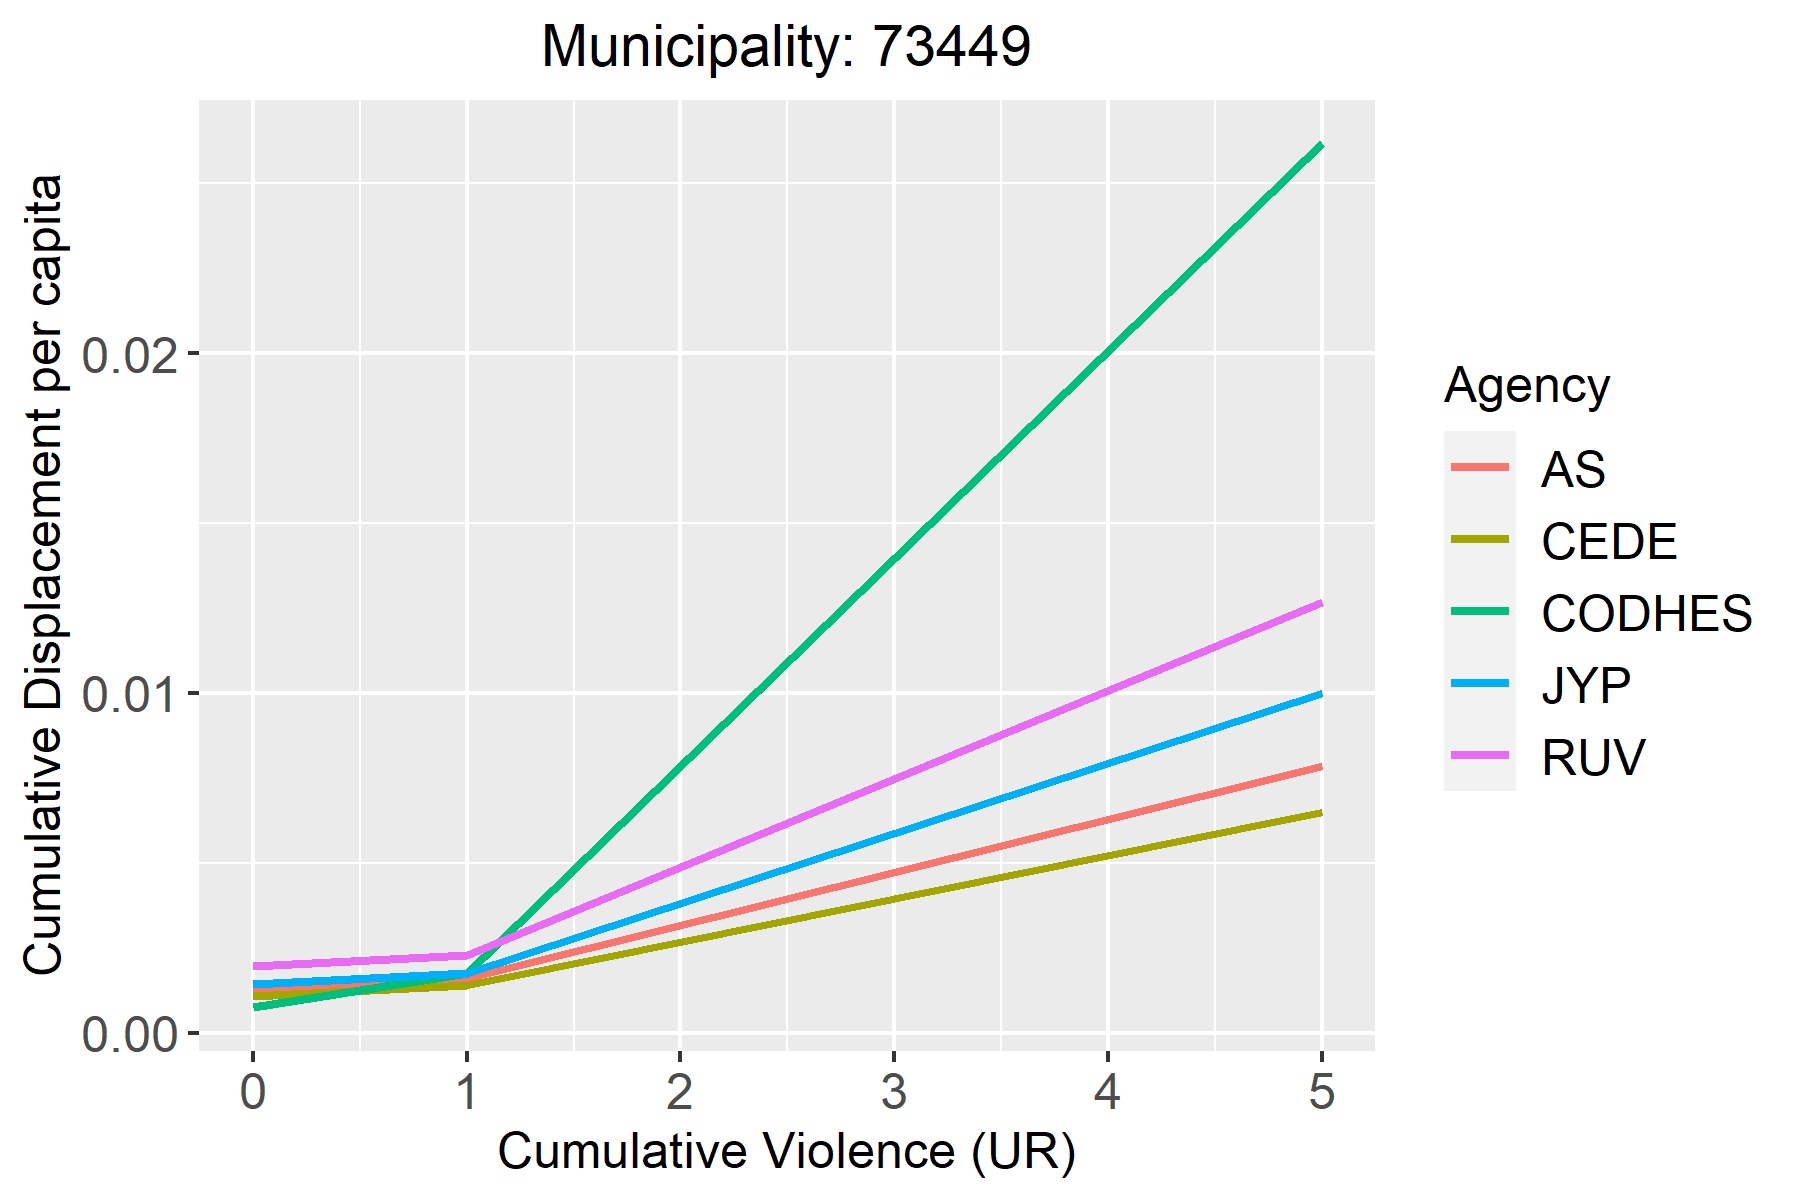 Municipality: 73449
Cumulative Displacement per capita
0.02
0.01
0.00
0 1 2 3 4 5
Cumulative Violence (UR)
Agency
AS
CEDE
CODHES
JYP
RUV